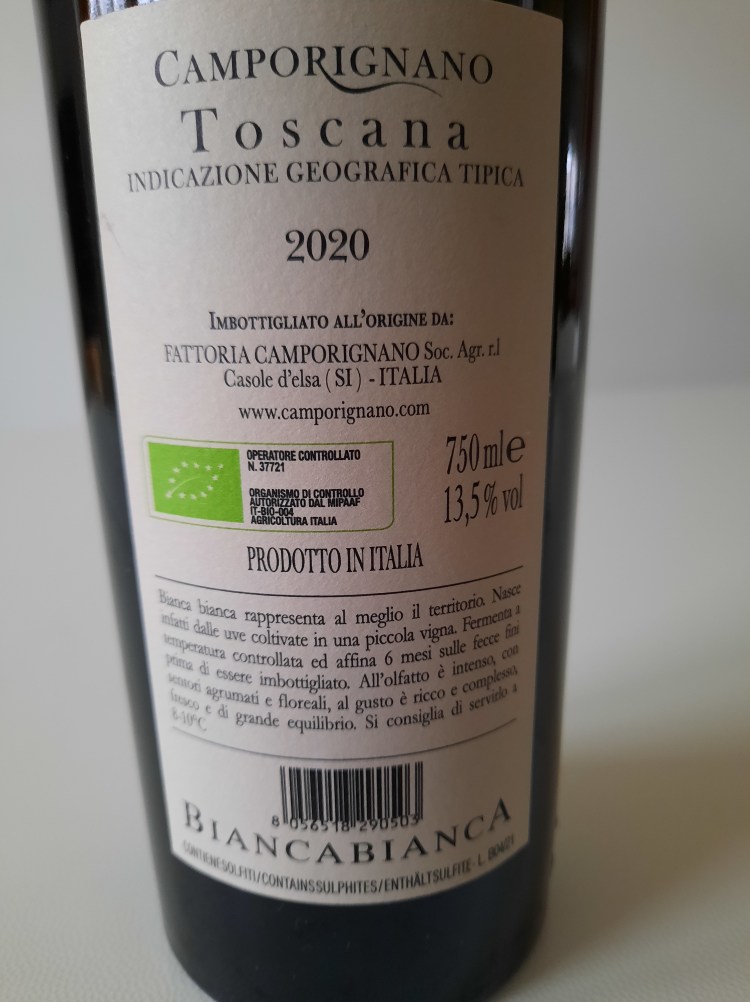 CAMPORIGNANO
Toscana
INDICAZIONE GEOGRAFICA TIPICA
2020
IMBOTTIGLIATO ALL'ORIGINE DA:
FATTORIA CAMPORIGNANO Soc. Agr. r.l
Casole d'elsa ( SI ) - ITALIA
www.camporignano.com
OPERATORE CONTROLLATO
N. 37721
ORGANISMO DI CONTROLLO
AUTORIZZATO DAL MIPAAF
IT-BIO-004
AGRICOLTURA ITALIA
750 ml e
13,5 % vol
PRODOTTO IN ITALIA
Bianca bianca rappresenta al meglio il territorio. Nasce
infatti dalle uve coltivate in una piccola vigna. Fermenta a
temperatura controllata ed affina 6 mesi sulle fecce fini
prima di essere imbottigliato. All'olfatto è intenso, con
sentori agrumati e floreali, al gusto è ricco e complesso,
fresco e di grande equilibrio. Si consiglia di servirlo a
8-10°C
8 056518 290503
BIANCABIANCA
CONTIENE SOLFITI/CONTAINS SULPHITES/ENTHÄLT SULFITE - L. B04/21